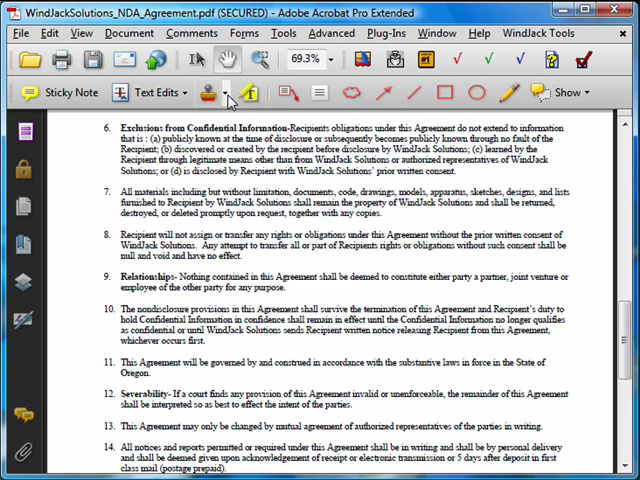 WindJackSolutions_NDA_Agreement.pdf (SECURED) - Adobe Acrobat Pro Extended
File Edit View Document Comments Forms Tools Advanced Plug-Ins Window Help WindJack Tools
69.3%
Sticky Note Text Edits Show
6. Exclusions from Confidential Information-Recipients obligations under this Agreement do not extend to information
that is : (a) publicly known at the time of disclosure or subsequently becomes publicly known through no fault of the
Recipient; (b) discovered or created by the recipient before disclosure by WindJack Solutions; (c) learned by the
Recipient through legitimate means other than from WindJack Solutions or authorized representatives of WindJack
Solutions; or (d) is disclosed by Recipient with WindJack Solutions' prior written consent.
7. All materials including but without limitation, documents, code, drawings, models, apparatus, sketches, designs, and lists
furnished to Recipient by WindJack Solutions shall remain the property of WindJack Solutions and shall be returned,
destroyed, or deleted promptly upon request, together with any copies.
8. Recipient will not assign or transfer any rights or obligations under this Agreement without the prior written consent of
WindJack Solutions. Any attempt to transfer all or part of Recipients rights or obligations without such consent shall be
null and void and have no effect.
9. Relationships- Nothing contained in this Agreement shall be deemed to constitute either party a partner, joint venture or
employee of the other party for any purpose.
10. The nondisclosure provisions in this Agreement shall survive the termination of this Agreement and Recipient's duty to
hold Confidential Information in confidence shall remain in effect until the Confidential Information no longer qualifies
as confidential or until WindJack Solutions sends Recipient written notice releasing Recipient from this Agreement,
whichever occurs first.
11. This Agreement will be governed by and construed in accordance with the substantive laws in force in the State of
Oregon.
12. Severability- If a court finds any provision of this Agreement invalid or unenforceable, the remainder of this Agreement
shall be interpreted so as best to effect the intent of the parties.
13. This Agreement may only be changed by mutual agreement of authorized representatives of the parties in writing.
14. All notices and reports permitted or required under this Agreement shall be in writing and shall be by personal delivery
and shall be deemed given upon acknowledgement of receipt or electronic transmission or 5 days after deposit in first
class mail (postage prepaid).